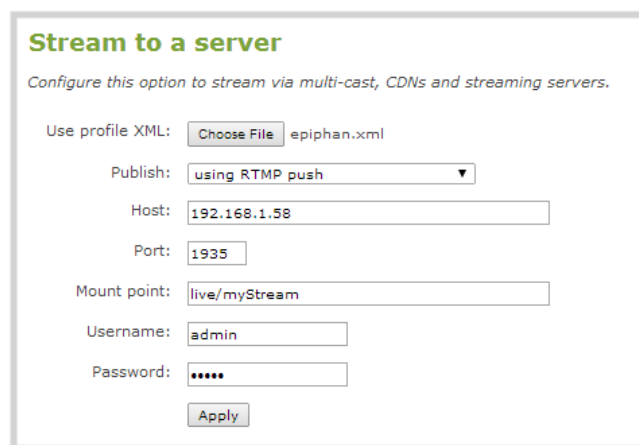 Stream to a server
Configure this option to stream via multi-cast, CDNs and streaming servers.
Use profile XML: Choose File epiphan.xml
Publish: using RTMP push
Host: 192.168.1.58
Port: 1935
Mount point: live/myStream
Username: admin
Password: •••••
Apply